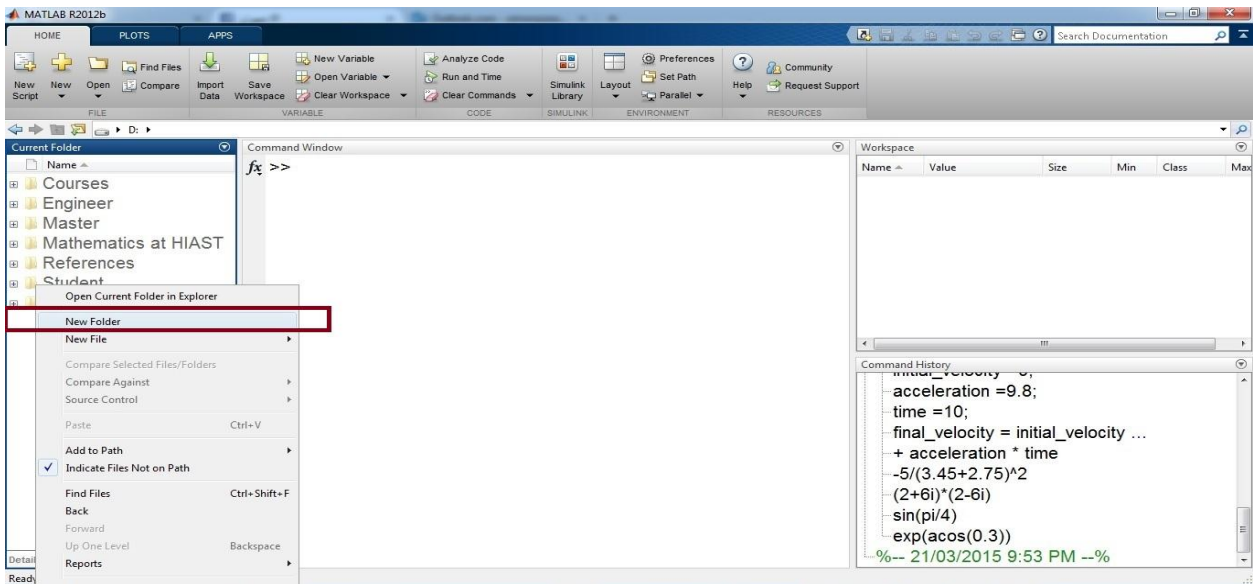 MATLAB R2012b
HOME PLOTS APPS
Search Documentation
New Script
New
Open
Find Files
Compare
Import Data
Save Workspace
New Variable
Open Variable
Clear Workspace
Analyze Code
Run and Time
Clear Commands
Simulink Library
Layout
Preferences
Set Path
Parallel
Help
Community
Request Support
FILE VARIABLE CODE SIMULINK ENVIRONMENT RESOURCES
D:
Current Folder
Name
Courses
Engineer
Master
Mathematics at HIAST
References
Student
Open Current Folder in Explorer
New Folder
New File
Compare Selected Files/Folders
Compare Against
Source Control
Paste Ctrl+V
Add to Path
Indicate Files Not on Path
Find Files Ctrl+Shift+F
Back
Forward
Up One Level Backspace
Reports
Ready
Command Window
fx >>
Workspace
Name Value Size Min Class Max
Command History
acceleration =9.8;
time =10;
final_velocity = initial_velocity ...
+ acceleration * time
-5/(3.45+2.75)^2
(2+6i)*(2-6i)
sin(pi/4)
exp(acos(0.3))
%-- 21/03/2015 9:53 PM --%